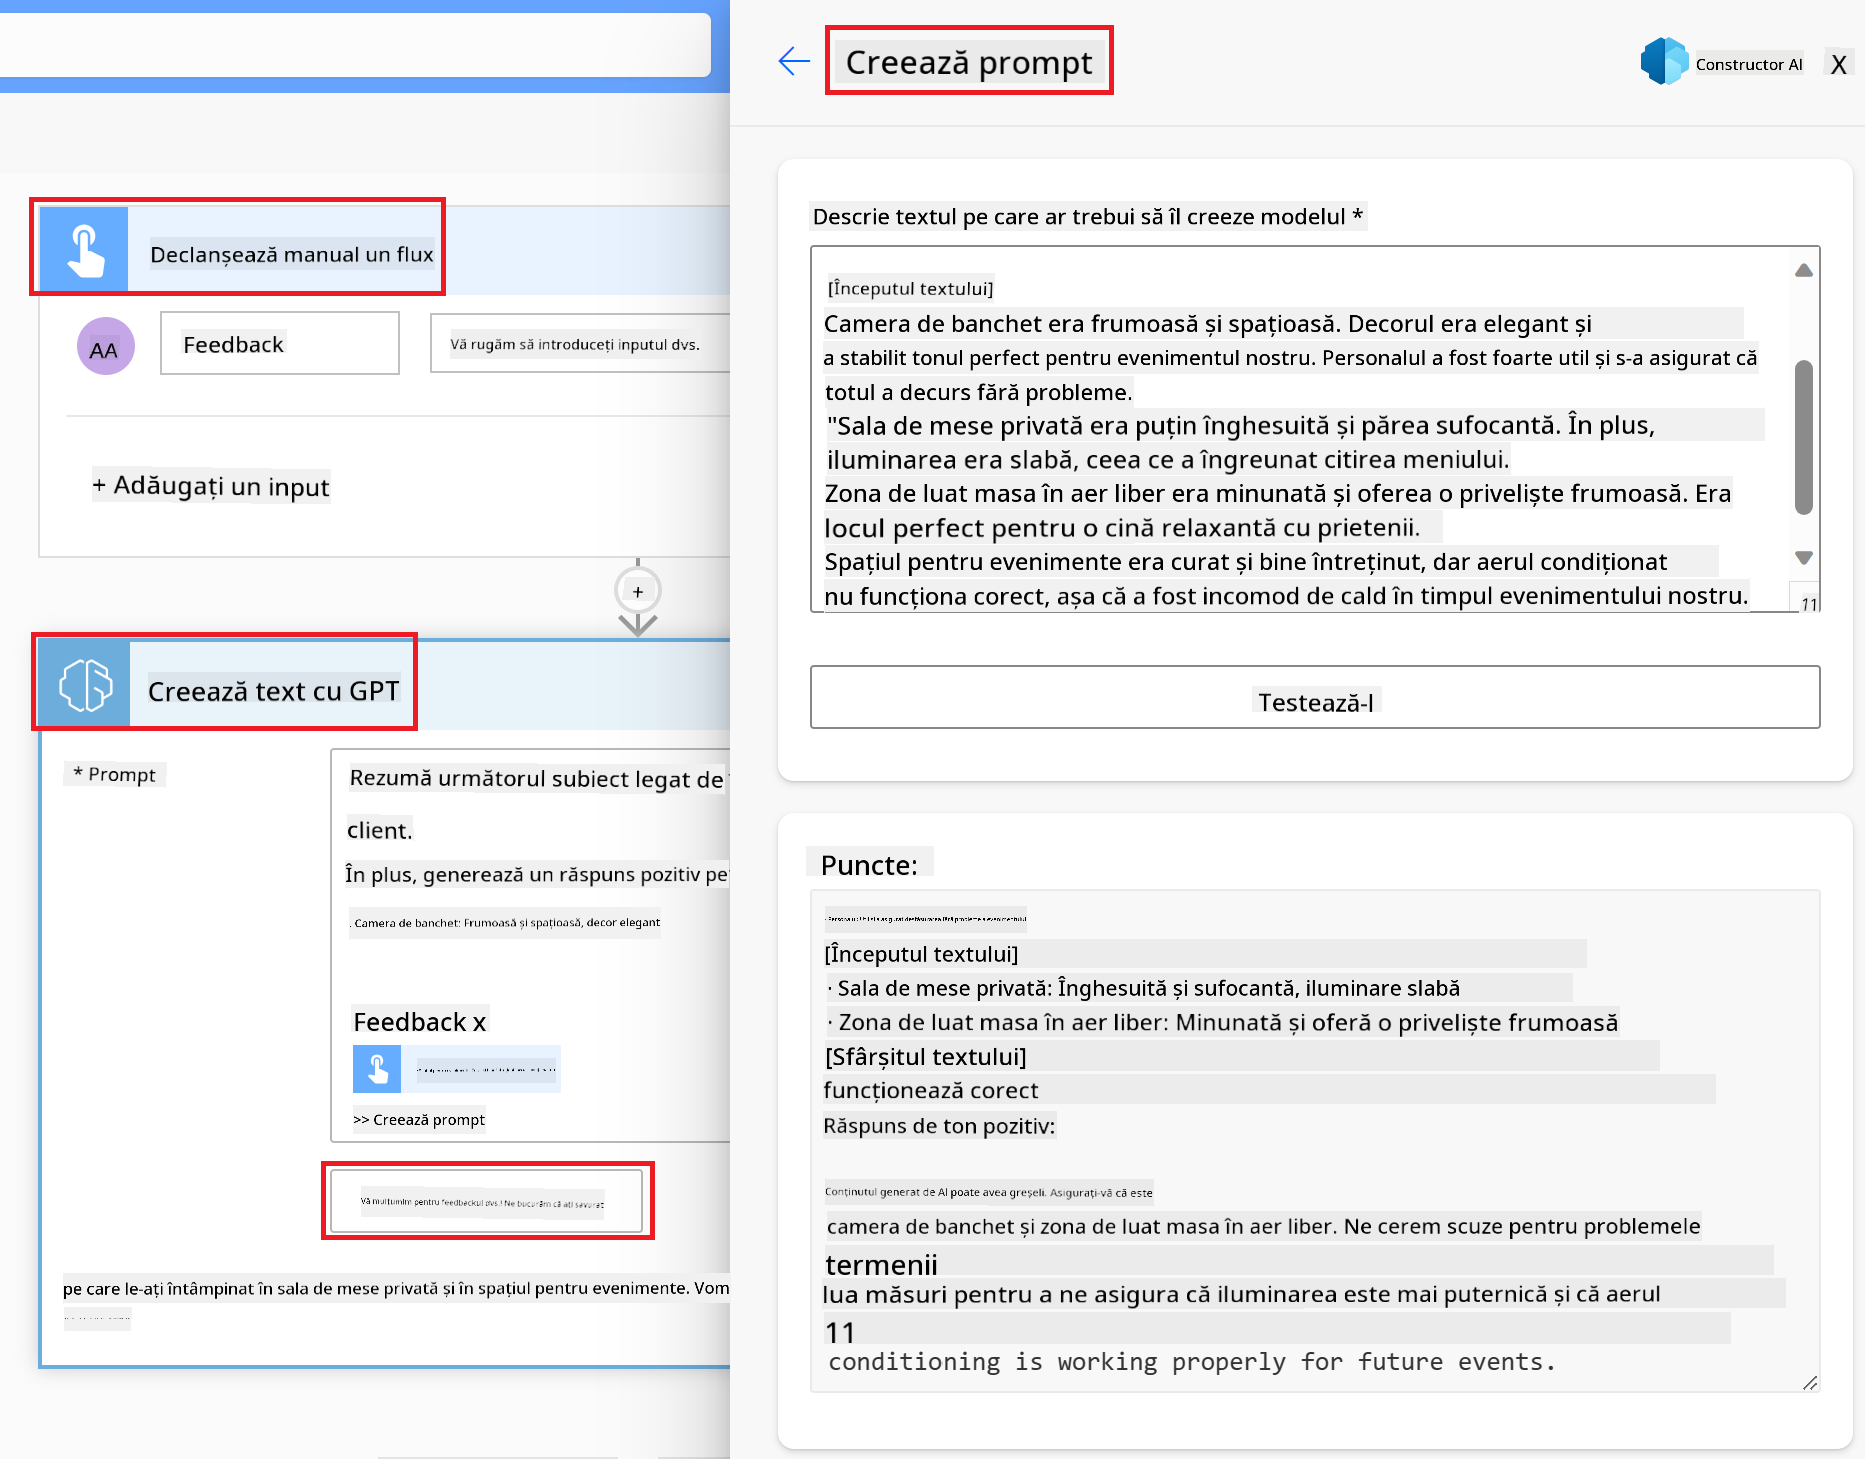 Declanșează manual un flux
AA
Feedback
Vă rugăm să introduceți inputul dvs.
+ Adăugați un input
+
Creează text cu GPT
* Prompt
Rezumă următorul subiect legat de
client.
În plus, generează un răspuns pozitiv pe
. Camera de banchet: Frumoasă și spațioasă, decor elegant
Feedback x
>> Creează prompt
Vă mulțumim pentru feedbackul dvs.! Ne bucurăm că ați savurat
pe care le-ați întâmpinat în sala de mese privată și în spațiul pentru evenimente. Vom
Creează prompt
Constructor AI
X
Descrie textul pe care ar trebui să îl creeze modelul *
[Începutul textului]
Camera de banchet era frumoasă și spațioasă. Decorul era elegant și
a stabilit tonul perfect pentru evenimentul nostru. Personalul a fost foarte util și s-a asigurat că
totul a decurs fără probleme.
"Sala de mese privată era puțin înghesuită și părea sufocantă. În plus,
iluminarea era slabă, ceea ce a îngreunat citirea meniului.
Zona de luat masa în aer liber era minunată și oferea o priveliște frumoasă. Era
locul perfect pentru o cină relaxantă cu prietenii.
Spațiul pentru evenimente era curat și bine întreținut, dar aerul condiționat
nu funcționa corect, așa că a fost incomod de cald în timpul evenimentului nostru.
11
Testează-l
Puncte:
[Începutul textului]
· Sala de mese privată: Înghesuită și sufocantă, iluminare slabă
· Zona de luat masa în aer liber: Minunată și oferă o priveliște frumoasă
[Sfârșitul textului]
funcționează corect
Răspuns de ton pozitiv:
Conținutul generat de AI poate avea greșeli. Asigurați-vă că este
camera de banchet și zona de luat masa în aer liber. Ne cerem scuze pentru problemele
termenii
lua măsuri pentru a ne asigura că iluminarea este mai puternică și că aerul
11
conditioning is working properly for future events.